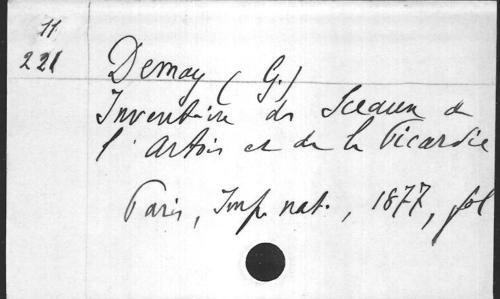 11
221
Demay (G.)
Inventaire des Sceaux de
l'Artois et de la Picardie
Paris, Imp. nat., 1877, fol